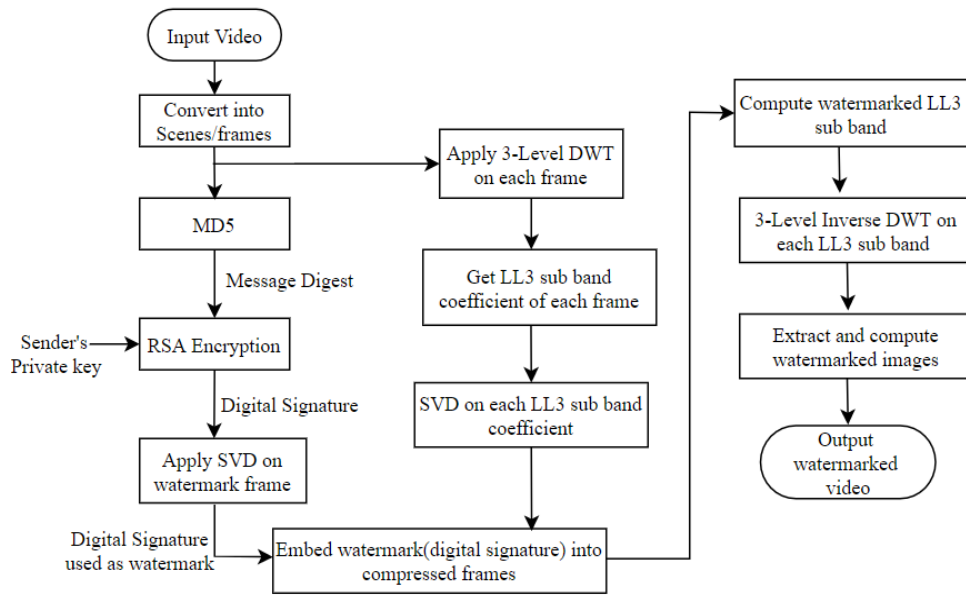 Input Video
Convert into
Scenes/frames
MD5
Message Digest
Sender's
Private key
RSA Encryption
Digital Signature
Apply SVD on
watermark frame
Digital Signature
used as watermark
Apply 3-Level DWT
on each frame
Get LL3 sub band
coefficient of each frame
SVD on each LL3 sub band
coefficient
Embed watermark(digital signature) into
compressed frames
Compute watermarked LL3
sub band
3-Level Inverse DWT on
each LL3 sub band
Extract and compute
watermarked images
Output
watermarked
video